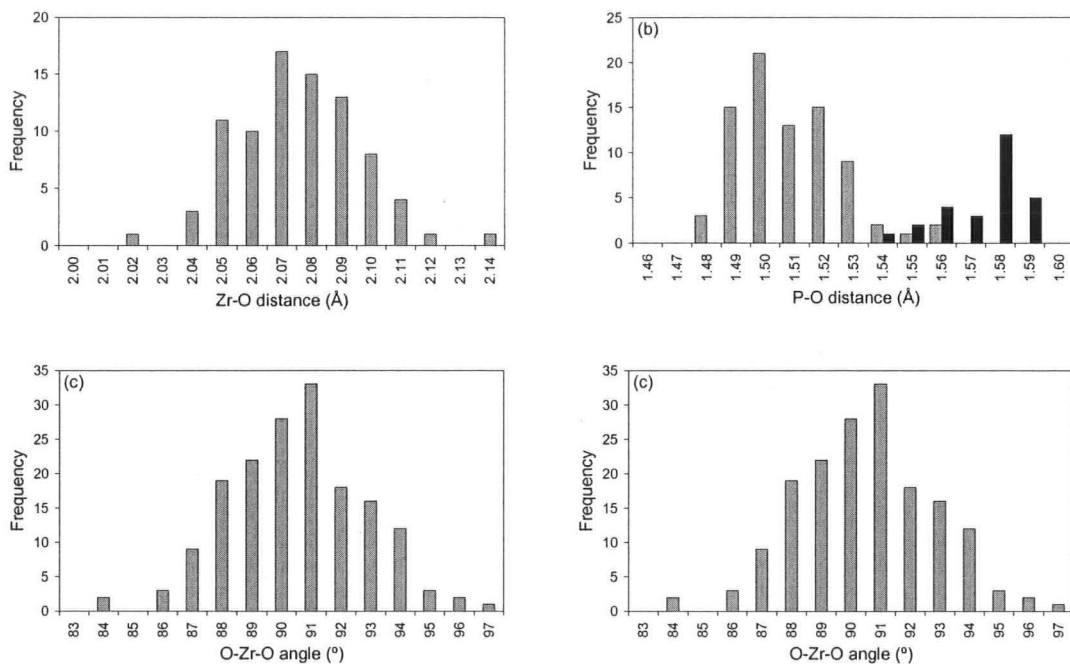 20
15
10
5
0
Frequency
2.00 2.01 2.02 2.03 2.04 2.05 2.06 2.07 2.08 2.09 2.10 2.11 2.12 2.13 2.14
Zr-O distance (Å)
(b)
25
20
15
10
5
0
Frequency
1.46 1.47 1.48 1.49 1.50 1.51 1.52 1.53 1.54 1.55 1.56 1.57 1.58 1.59 1.60
P-O distance (Å)
(c)
35
30
25
20
15
10
5
0
Frequency
83 84 85 86 87 88 89 90 91 92 93 94 95 96 97
O-Zr-O angle (º)
(c)
35
30
25
20
15
10
5
0
Frequency
83 84 85 86 87 88 89 90 91 92 93 94 95 96 97
O-Zr-O angle (º)